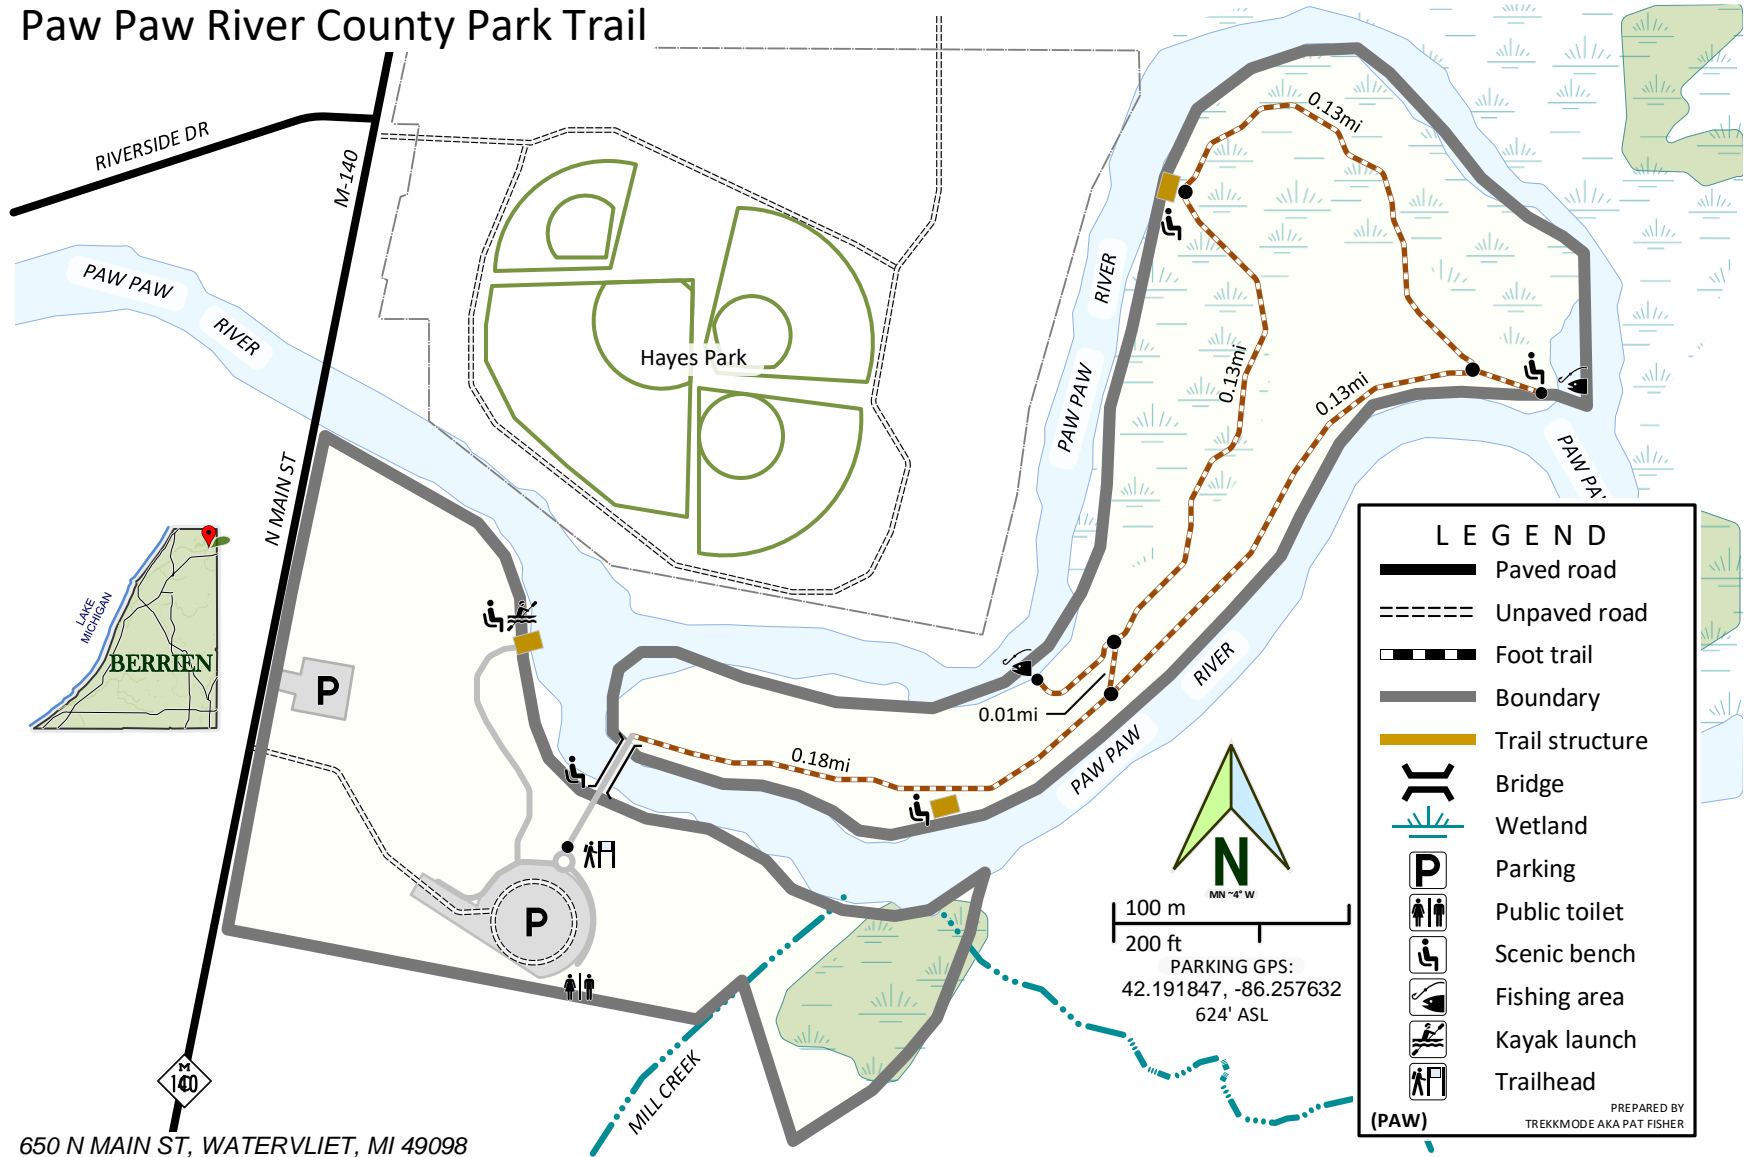 Paw Paw River County Park Trail
RIVERSIDE DR
M-140
PAW PAW
RIVER
N MAIN ST
Hayes Park
LAKE
MICHIGAN
BERRIEN
P
P
0.13mi
0.13mi
0.13mi
0.01mi
0.18mi
PAW PAW
RIVER
PAW PAW
RIVER
PAW PA
MILL CREEK
M
140
N
MN ~4° W
100 m
200 ft
PARKING GPS:
42.191847, -86.257632
624' ASL
LEGEND
Paved road
Unpaved road
Foot trail
Boundary
Trail structure
Bridge
Wetland
P Parking
Public toilet
Scenic bench
Fishing area
Kayak launch
Trailhead
(PAW)
PREPARED BY
TREKKMODE AKA PAT FISHER
650 N MAIN ST, WATERVLIET, MI 49098